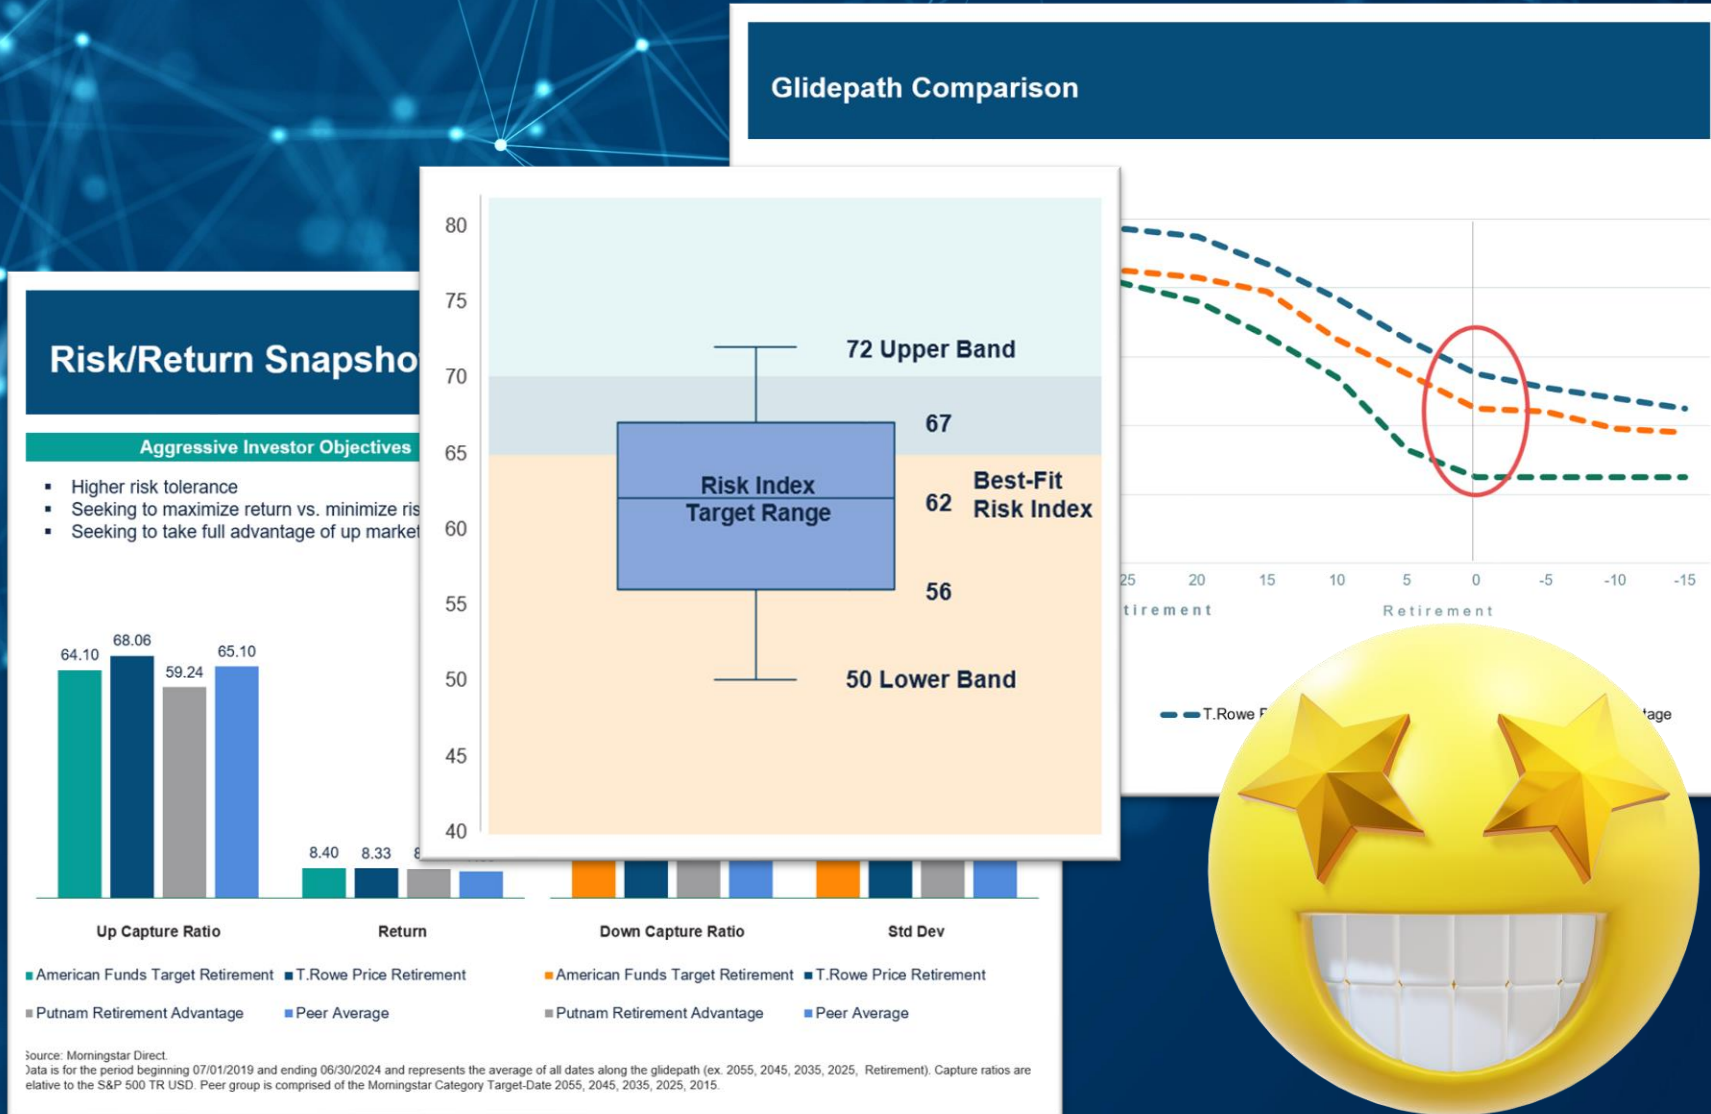 Glidepath Comparison
25 20 15 10 5 0 -5 -10 -15
Retirement
T.Rowe
80
75
70
65
60
55
50
45
40
72 Upper Band
67
Risk Index
Target Range
62
Best-Fit
Risk Index
56
50 Lower Band
Risk/Return
Aggressive Investor Objectives
▪ Higher risk tolerance
▪ Seeking to maximize return vs. minimize
▪ Seeking to take full advantage of up
64.10 68.06 59.24 65.10
8.40 8.33
Up Capture Ratio Return Down Capture Ratio Std Dev
American Funds Target Retirement T.Rowe Price Retirement
Putnam Retirement Advantage Peer Average
American Funds Target Retirement T.Rowe Price Retirement
Putnam Retirement Advantage Peer Average
Morningstar Direct.
is for the period beginning 07/01/2019 and ending 06/30/2024 and represents the average of all dates along the glidepath (ex. 2055, 2045, 2035, 2025, Retirement). Capture ratios are
to the S&P 500 TR USD. Peer group is comprised of the Morningstar Category Target-Date 2055, 2045, 2035, 2025, 2015.